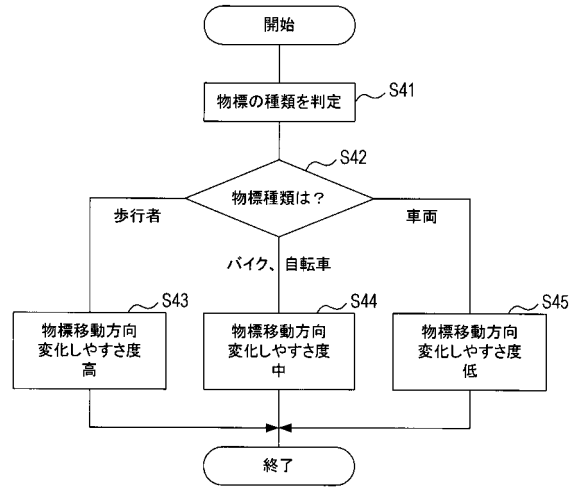 開始
物標の種類を判定
S41
S42
物標種類は?
歩行者
車両
バイク、自転車
S43
物標移動方向
変化しやすさ度
高
S44
物標移動方向
変化しやすさ度
中
S45
物標移動方向
変化しやすさ度
低
終了